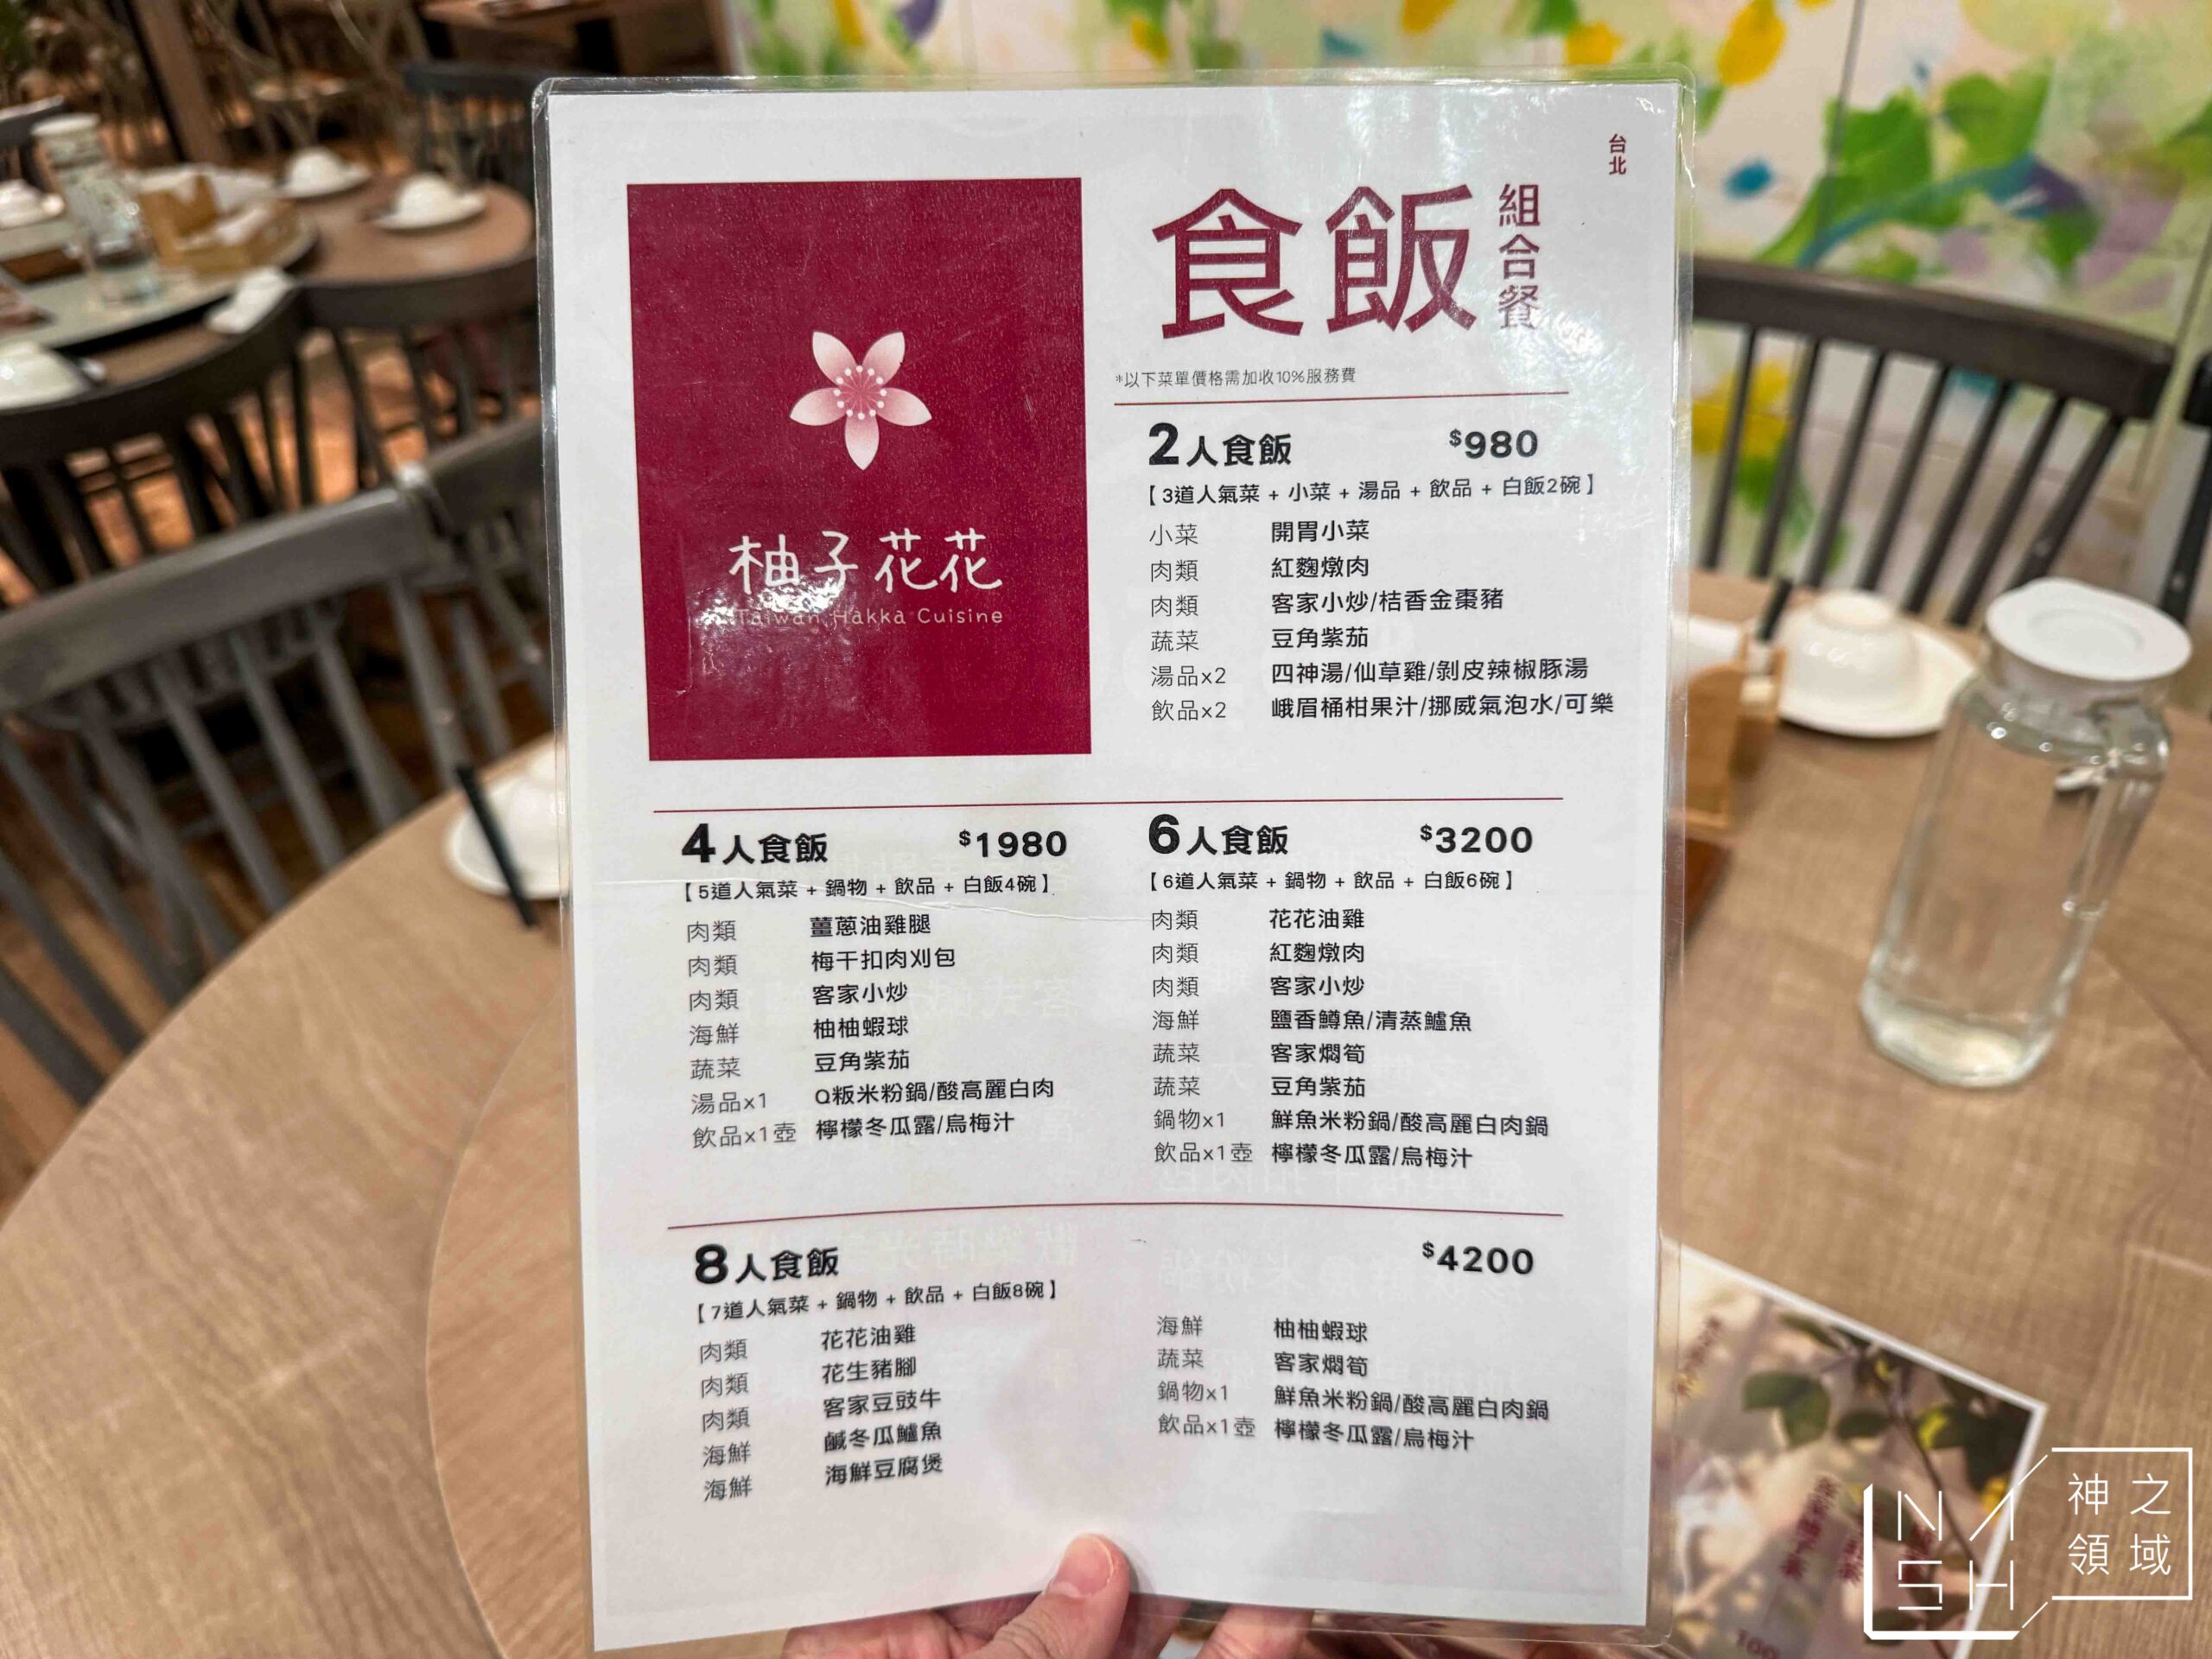 台北
食飯 組合餐
*以下菜單價格需加收10%服務費
柚子花花
Taiwan Hakka Cuisine
2人食飯 $980
【3道人氣菜 + 小菜 + 湯品 + 飲品 + 白飯2碗】
小菜 開胃小菜
肉類 紅麴燉肉
肉類 客家小炒/桔香金棗豬
蔬菜 豆角紫茄
湯品x2 四神湯/仙草雞/剝皮辣椒豚湯
飲品x2 峨眉桶柑果汁/挪威氣泡水/可樂
4人食飯 $1980
【5道人氣菜 + 鍋物 + 飲品 + 白飯4碗】
肉類 薑蔥油雞腿
肉類 梅干扣肉刈包
肉類 客家小炒
海鮮 柚柚蝦球
蔬菜 豆角紫茄
湯品x1 Q粄米粉鍋/酸高麗白肉
飲品x1壺 檸檬冬瓜露/烏梅汁
6人食飯 $3200
【6道人氣菜 + 鍋物 + 飲品 + 白飯6碗】
肉類 花花油雞
肉類 紅麴燉肉
肉類 客家小炒
海鮮 鹽香鱒魚/清蒸鱸魚
蔬菜 客家燜筍
蔬菜 豆角紫茄
鍋物x1 鮮魚米粉鍋/酸高麗白肉鍋
飲品x1壺 檸檬冬瓜露/烏梅汁
8人食飯 $4200
【7道人氣菜 + 鍋物 + 飲品 + 白飯8碗】
肉類 花花油雞
肉類 花生豬腳
肉類 客家豆豉牛
海鮮 鹹冬瓜鱸魚
海鮮 海鮮豆腐煲
海鮮 柚柚蝦球
蔬菜 客家燜筍
鍋物x1 鮮魚米粉鍋/酸高麗白肉鍋
飲品x1壺 檸檬冬瓜露/烏梅汁
NASH
神之領域